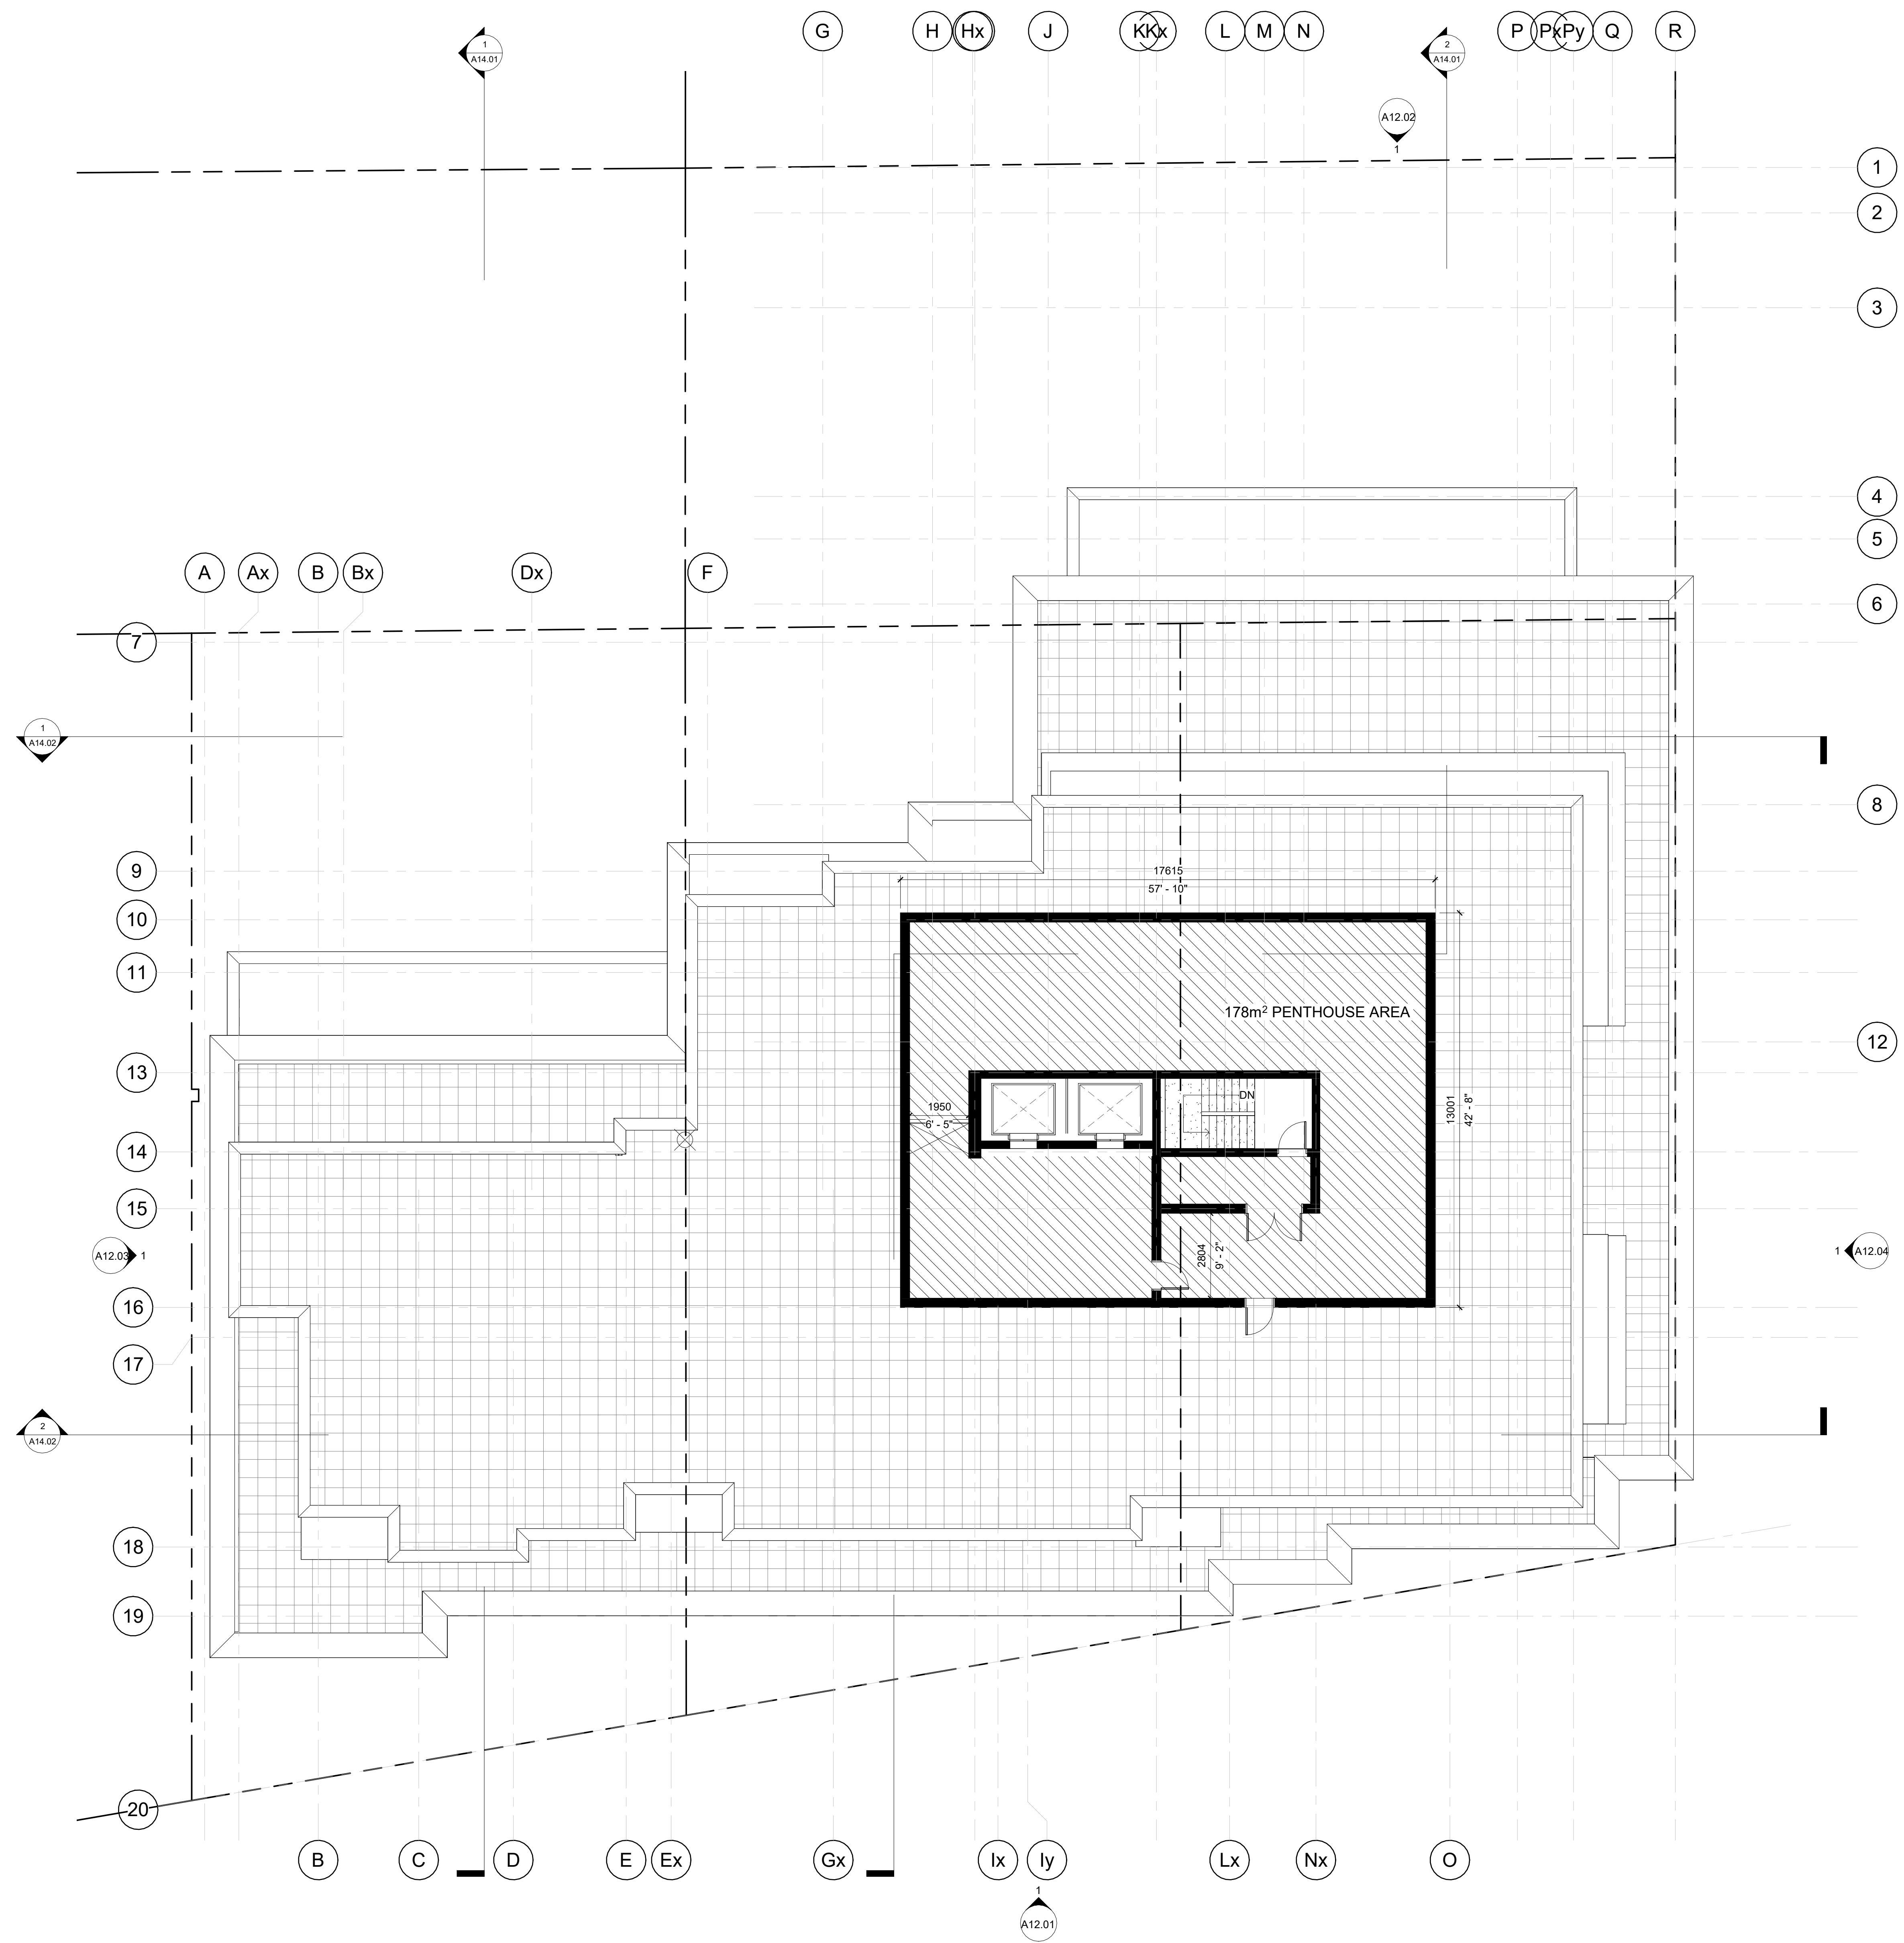 G H Hx J K Kx L M N P Px Py Q R
1
A14.01
2
A14.01
A12.02
1
1
2
3
4
5
6
A Ax B Bx Dx F
7
1
A14.02
8
9
17615
57' - 10"
10
11
178m² PENTHOUSE AREA
12
13
DN
1950
6' - 5"
13001
42' - 8"
14
15
A12.03 1
2804
9' - 2"
1 A12.04
16
17
2
A14.02
18
19
20
B C D E Ex Gx Ix Iy Lx Nx O
1
A12.01